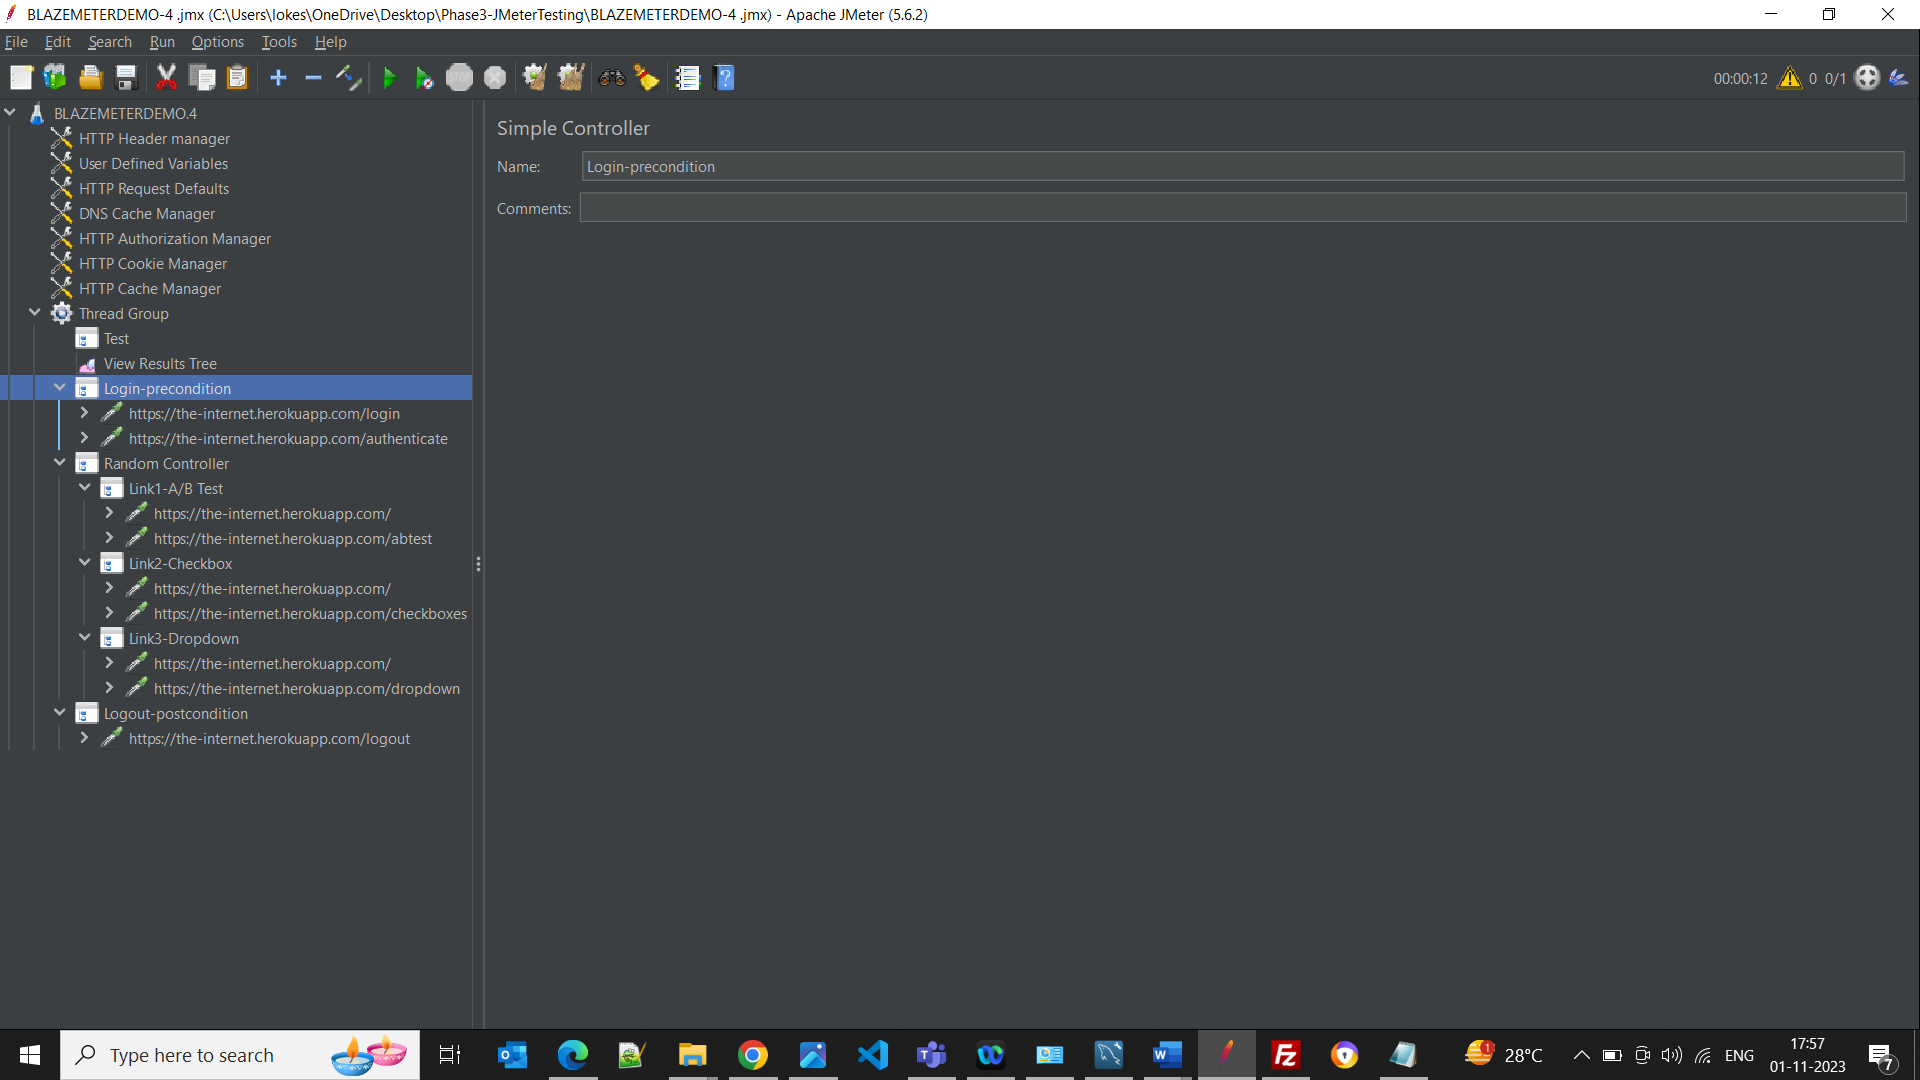 BLAZEMETERDEMO-4 .jmx (C:\Users\lokes\OneDrive\Desktop\Phase3-JMeterTesting\BLAZEMETERDEMO-4 .jmx) - Apache JMeter (5.6.2)
File Edit Search Run Options Tools Help
STOP
00:00:12 0 0/1
BLAZEMETERDEMO.4
HTTP Header manager
User Defined Variables
HTTP Request Defaults
DNS Cache Manager
HTTP Authorization Manager
HTTP Cookie Manager
HTTP Cache Manager
Thread Group
Test
View Results Tree
Login-precondition
https://the-internet.herokuapp.com/login
https://the-internet.herokuapp.com/authenticate
Random Controller
Link1-A/B Test
https://the-internet.herokuapp.com/
https://the-internet.herokuapp.com/abtest
Link2-Checkbox
https://the-internet.herokuapp.com/
https://the-internet.herokuapp.com/checkboxes
Link3-Dropdown
https://the-internet.herokuapp.com/
https://the-internet.herokuapp.com/dropdown
Logout-postcondition
https://the-internet.herokuapp.com/logout
Simple Controller
Name: Login-precondition
Comments:
Type here to search
1 28°C ENG
17:57
01-11-2023
7